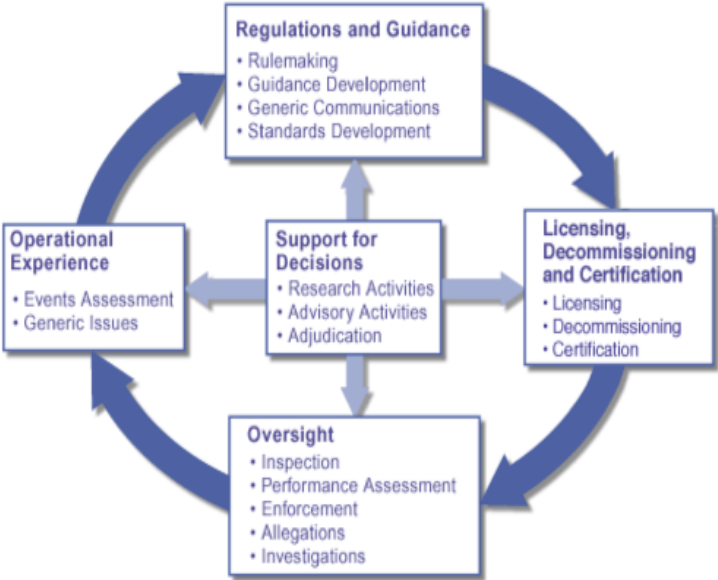 Regulations and Guidance
• Rulemaking
• Guidance Development
• Generic Communications
• Standards Development
Operational
Experience
• Events Assessment
• Generic Issues
Support for
Decisions
• Research Activities
• Advisory Activities
• Adjudication
Licensing,
Decommissioning
and Certification
• Licensing
• Decommissioning
• Certification
Oversight
• Inspection
• Performance Assessment
• Enforcement
• Allegations
• Investigations